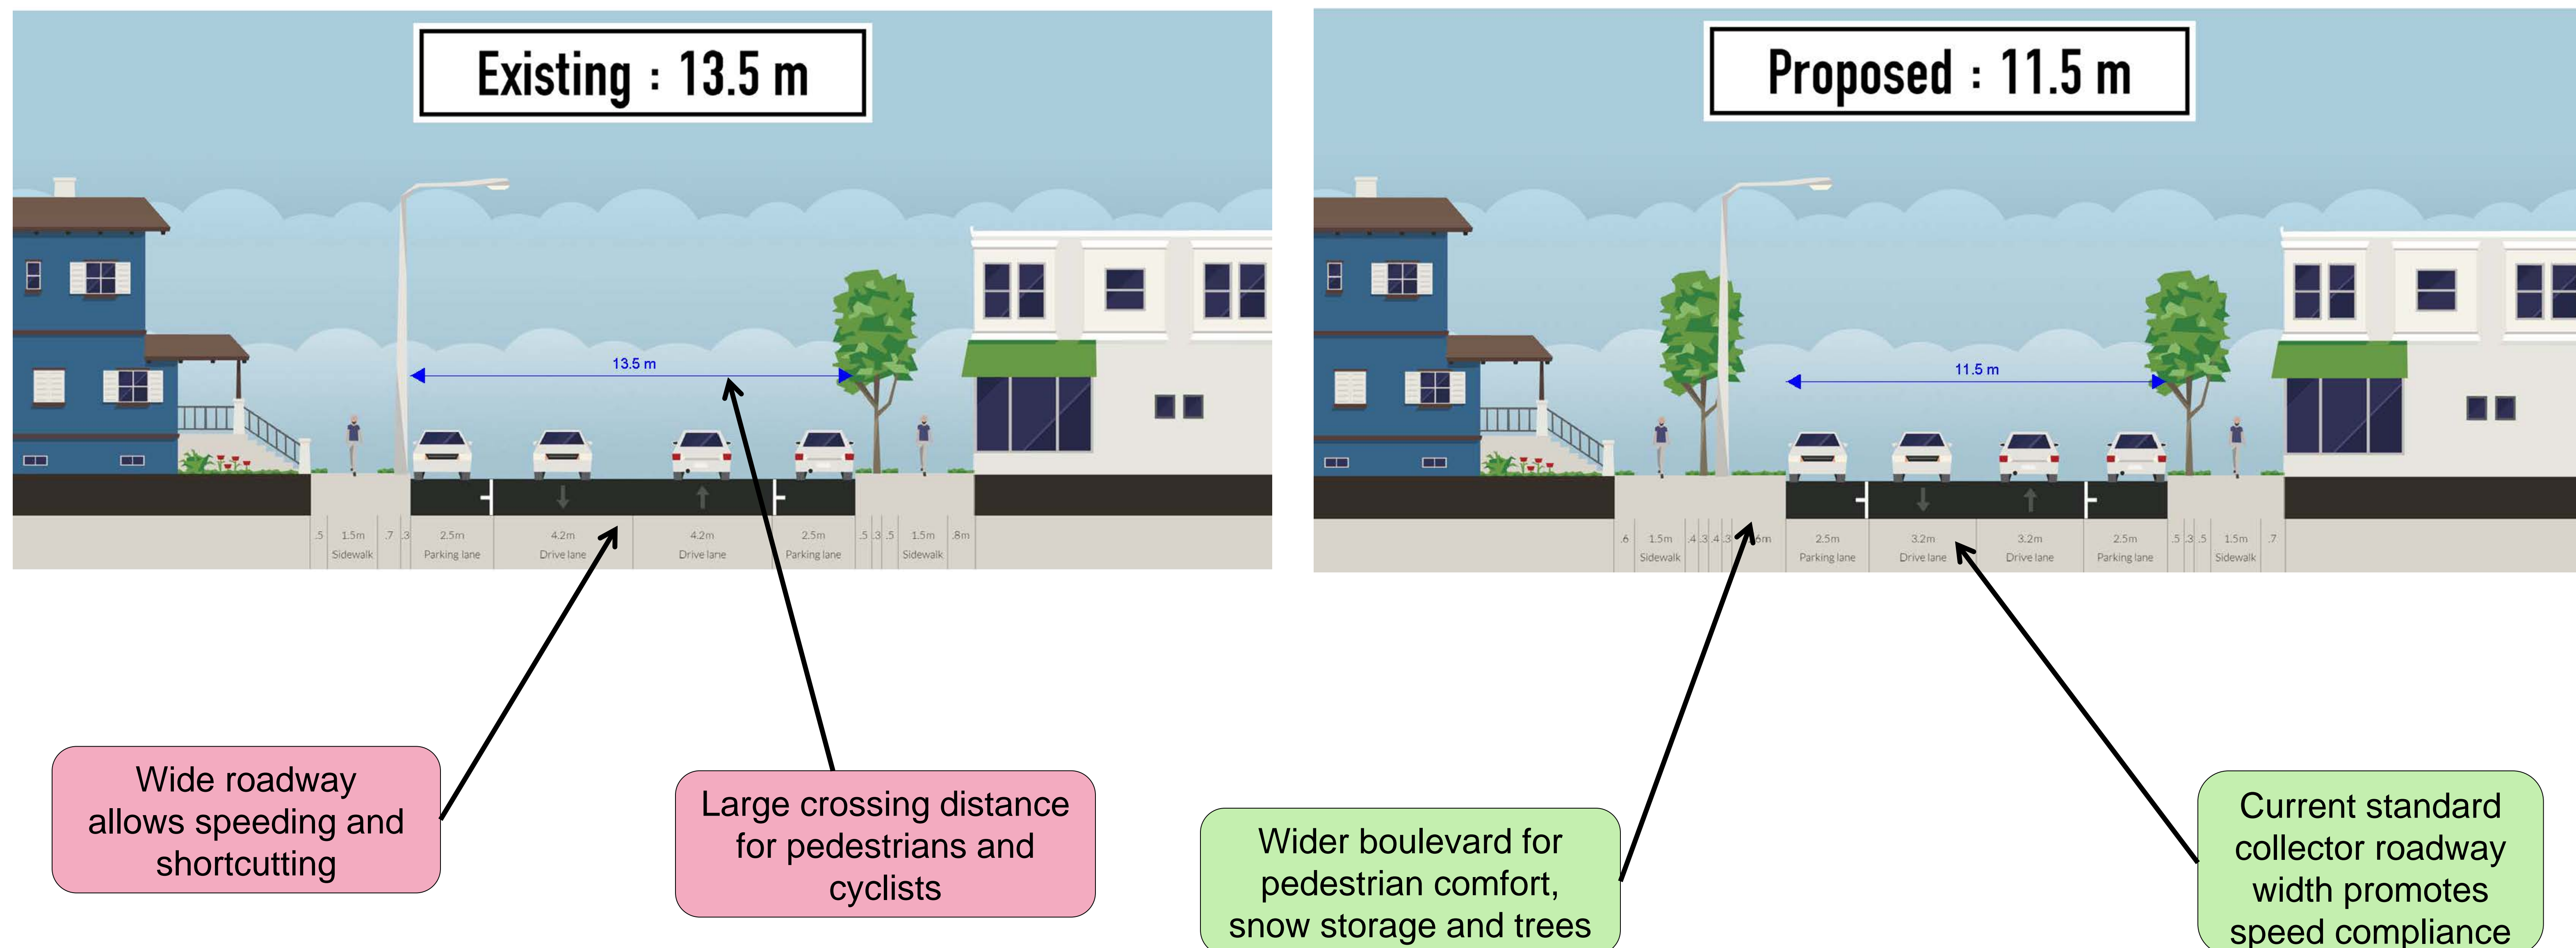 Existing : 13.5 m
13.5 m
.5 1.5m .7 .3 2.5m 4.2m 4.2m 2.5m .5 .3 .5 1.5m .8m
Sidewalk Parking lane Drive lane Drive lane Parking lane Sidewalk
Wide roadway
allows speeding and
shortcutting
Large crossing distance
for pedestrians and
cyclists
Proposed : 11.5 m
11.5 m
.6 1.5m .4 .3 .4 .3 2.5m 3.2m 3.2m 2.5m .5 .3 .5 1.5m .7
Sidewalk Parking lane Drive lane Drive lane Parking lane Sidewalk
Wider boulevard for
pedestrian comfort,
snow storage and trees
Current standard
collector roadway
width promotes
speed compliance